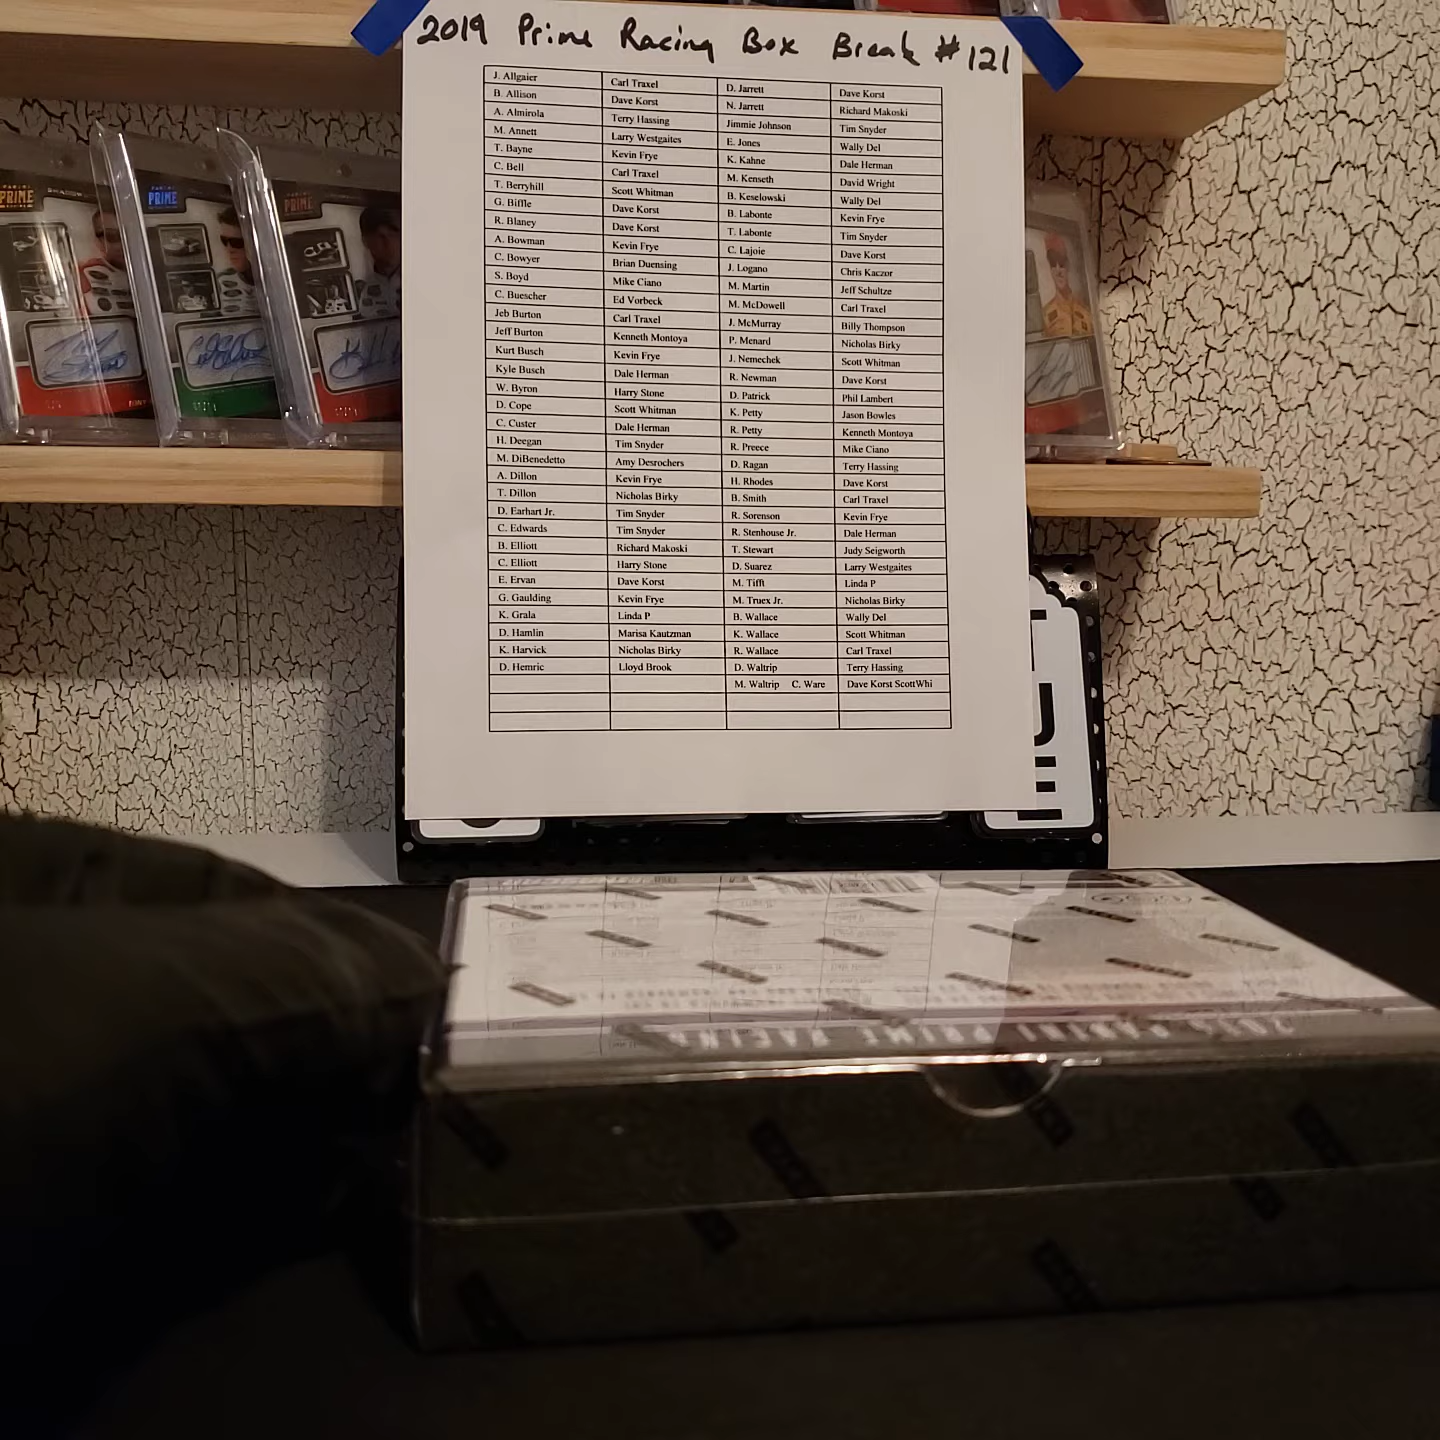 2019 Prime Racing Box Break #121
J. Allgaier Carl Traxel D. Jarrett Dave Korst
B. Allison Dave Korst N. Jarrett Richard Makoski
A. Almirola Terry Hassing Jimmie Johnson Tim Snyder
M. Annett Larry Westgaites E. Jones Wally Del
T. Bayne Kevin Frye K. Kahne Dale Herman
C. Bell Carl Traxel M. Kenseth David Wright
T. Berryhill Scott Whitman B. Keselowski Wally Del
G. Biffle Dave Korst B. Labonte Kevin Frye
R. Blaney Dave Korst T. Labonte Tim Snyder
A. Bowman Kevin Frye C. Lajoie Dave Korst
C. Bowyer Brian Duensing J. Logano Chris Kaczor
S. Boyd Mike Ciano M. Martin Jeff Schultze
C. Buescher Ed Vorbeck M. McDowell Carl Traxel
Jeb Burton Carl Traxel J. McMurray Billy Thompson
Jeff Burton Kenneth Montoya P. Menard Nicholas Birky
Kurt Busch Kevin Frye J. Nemechek Scott Whitman
Kyle Busch Dale Herman R. Newman Dave Korst
W. Byron Harry Stone D. Patrick Phil Lambert
D. Cope Scott Whitman K. Petty Jason Bowles
C. Custer Dale Herman R. Petty Kenneth Montoya
H. Deegan Tim Snyder R. Preece Mike Ciano
M. DiBenedetto Amy Desrochers D. Ragan Terry Hassing
A. Dillon Kevin Frye H. Rhodes Dave Korst
T. Dillon Nicholas Birky B. Smith Carl Traxel
D. Earhart Jr. Tim Snyder R. Sorenson Kevin Frye
C. Edwards Tim Snyder R. Stenhouse Jr. Dale Herman
B. Elliott Richard Makoski T. Stewart Judy Seigworth
C. Elliott Harry Stone D. Suarez Larry Westgaites
E. Ervan Dave Korst M. Tifft Linda P
G. Gaulding Kevin Frye M. Truex Jr. Nicholas Birky
K. Grala Linda P B. Wallace Wally Del
D. Hamlin Marisa Kautzman K. Wallace Scott Whitman
K. Harvick Nicholas Birky R. Wallace Carl Traxel
D. Hemric Lloyd Brook D. Waltrip Terry Hassing
M. Waltrip C. Ware Dave Korst ScottWhi
PRIME
PRIME
PRIME
U
E
2019 PANINI PRIME RACING